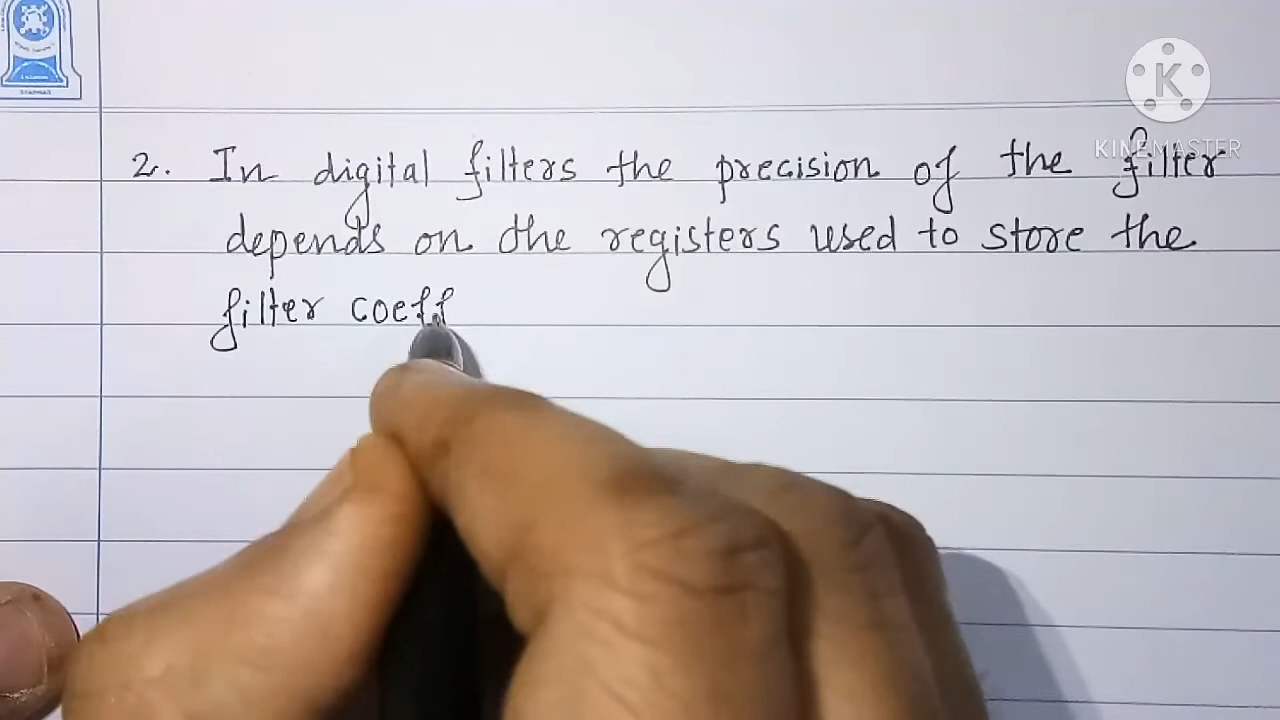 K
KINEMASTER
2. In digital filters the precision of the filter
depends on the registers used to store the
filter coeff